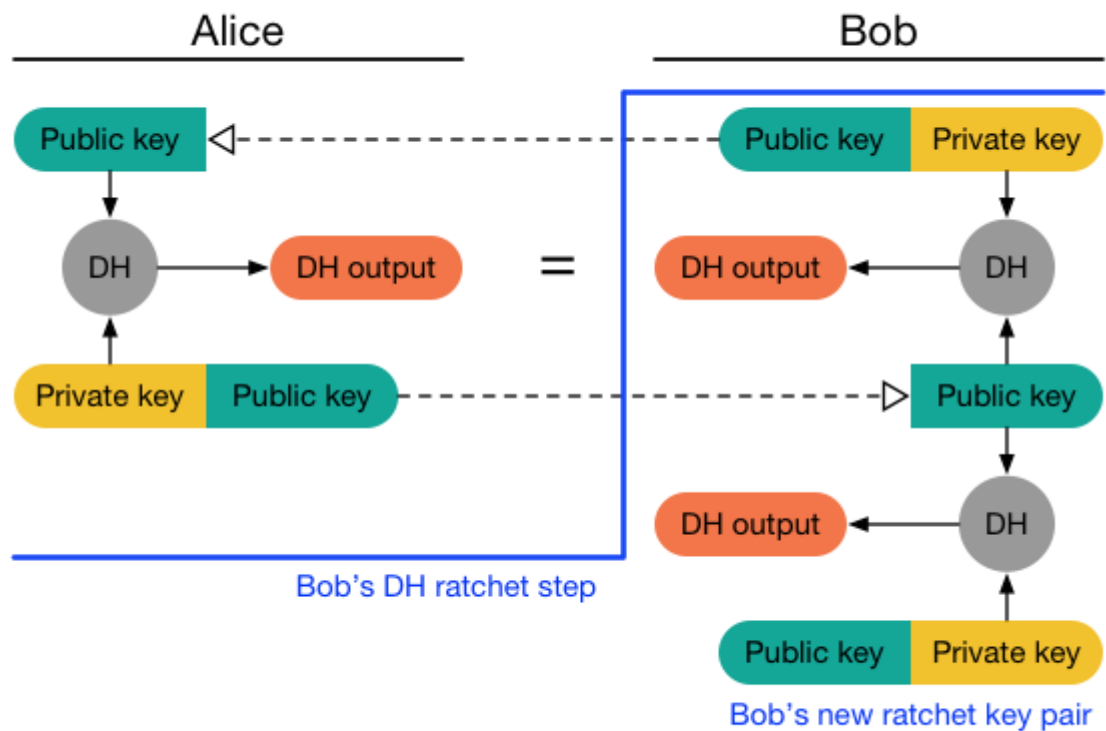 Alice
Bob
Public key
Public key
Private key
DH
DH output
=
DH output
DH
Private key
Public key
Public key
DH output
DH
Bob's DH ratchet step
Public key
Private key
Bob's new ratchet key pair